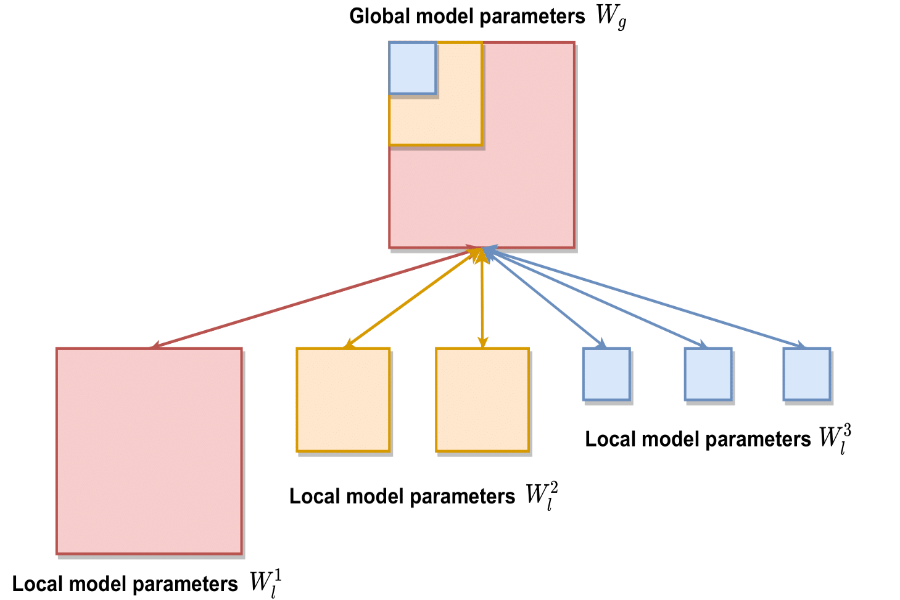 Global model parameters W_g
Local model parameters W_l^3
Local model parameters W_l^2
Local model parameters W_l^1